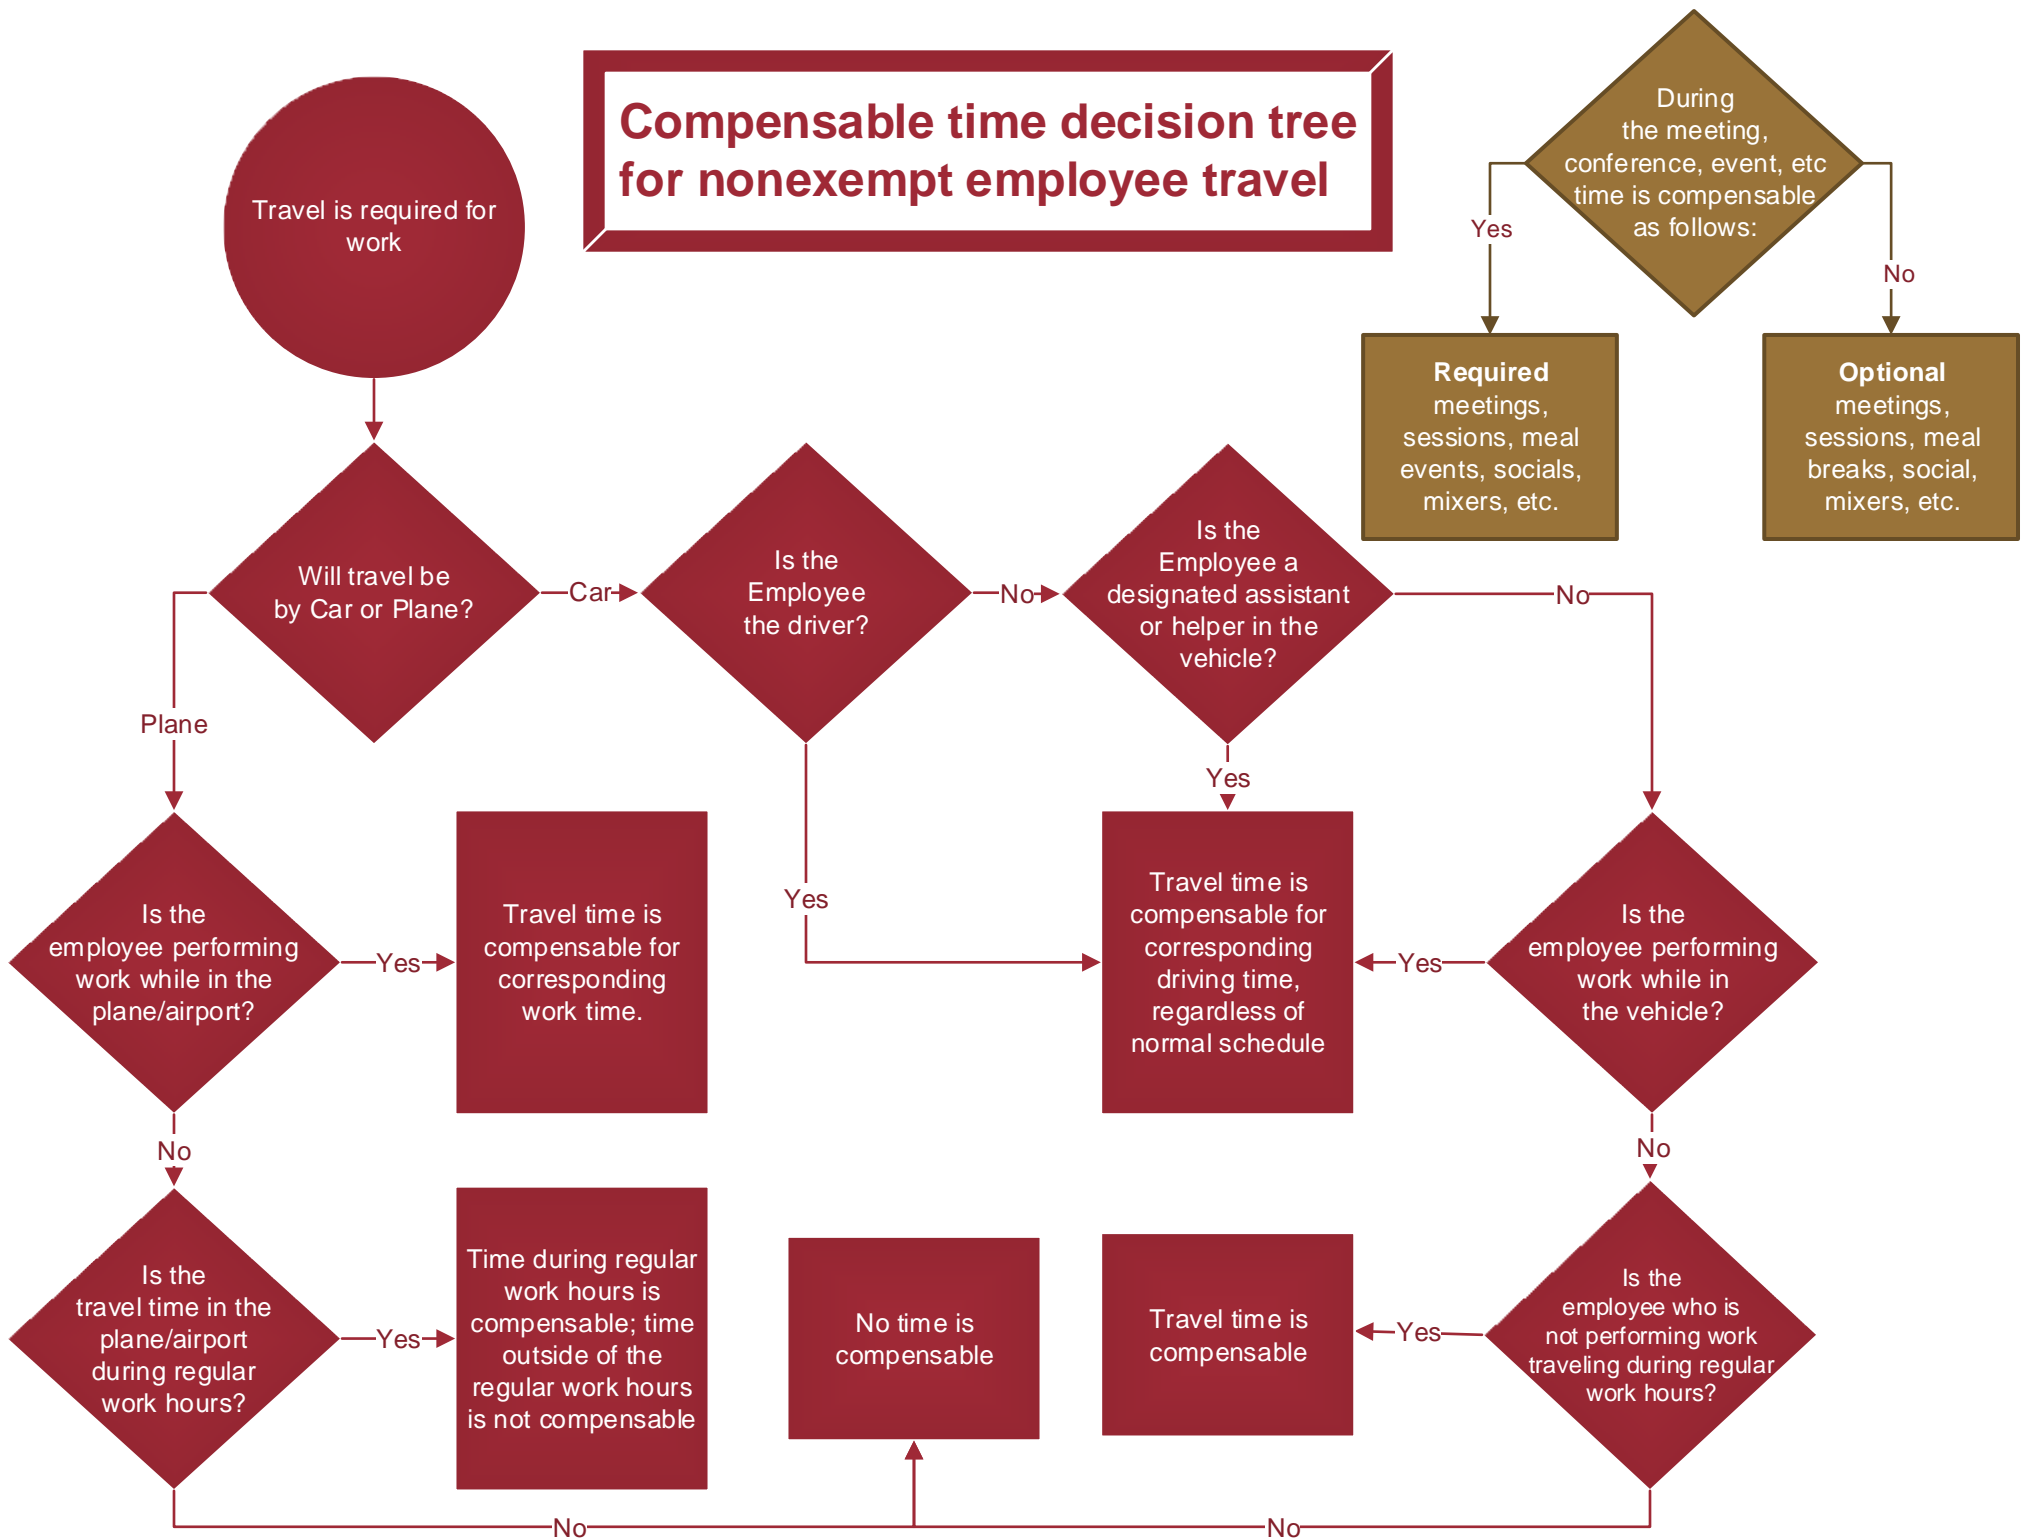 Compensable time decision tree
for nonexempt employee travel
During
the meeting,
conference, event, etc
time is compensable
as follows:
Yes
No
Required
meetings,
sessions, meal
events, socials,
mixers, etc.
Optional
meetings,
sessions, meal
breaks, social,
mixers, etc.
Travel is required for
work
Will travel be
by Car or Plane?
Car
Is the
Employee
the driver?
No
Is the
Employee a
designated assistant
or helper in the
vehicle?
No
Plane
Yes
Yes
Is the
employee performing
work while in the
plane/airport?
Yes
Travel time is
compensable for
corresponding
work time.
Travel time is
compensable for
corresponding
driving time,
regardless of
normal schedule
Yes
Is the
employee performing
work while in
the vehicle?
No
No
Is the
travel time in the
plane/airport
during regular
work hours?
Yes
Time during regular
work hours is
compensable; time
outside of the
regular work hours
is not compensable
No time is
compensable
Travel time is
compensable
Yes
Is the
employee who is
not performing work
traveling during regular
work hours?
No
No